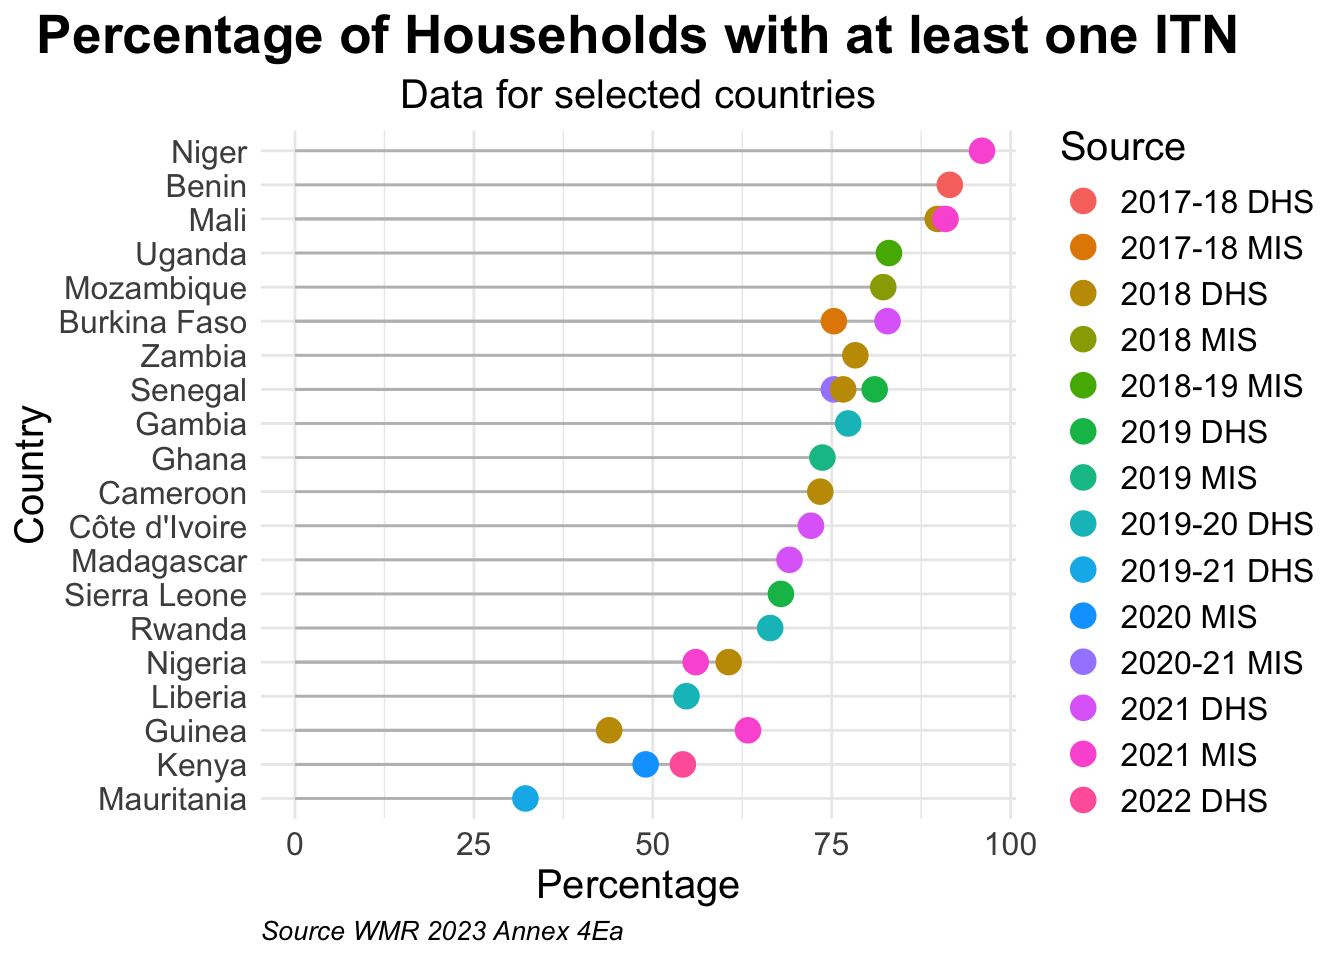 Percentage of Households with at least one ITN
Data for selected countries
Country
Niger
Benin
Mali
Uganda
Mozambique
Burkina Faso
Zambia
Senegal
Gambia
Ghana
Cameroon
Côte d'Ivoire
Madagascar
Sierra Leone
Rwanda
Nigeria
Liberia
Guinea
Kenya
Mauritania
0 25 50 75 100
Percentage
Source
2017-18 DHS
2017-18 MIS
2018 DHS
2018 MIS
2018-19 MIS
2019 DHS
2019 MIS
2019-20 DHS
2019-21 DHS
2020 MIS
2020-21 MIS
2021 DHS
2021 MIS
2022 DHS
Source WMR 2023 Annex 4Ea